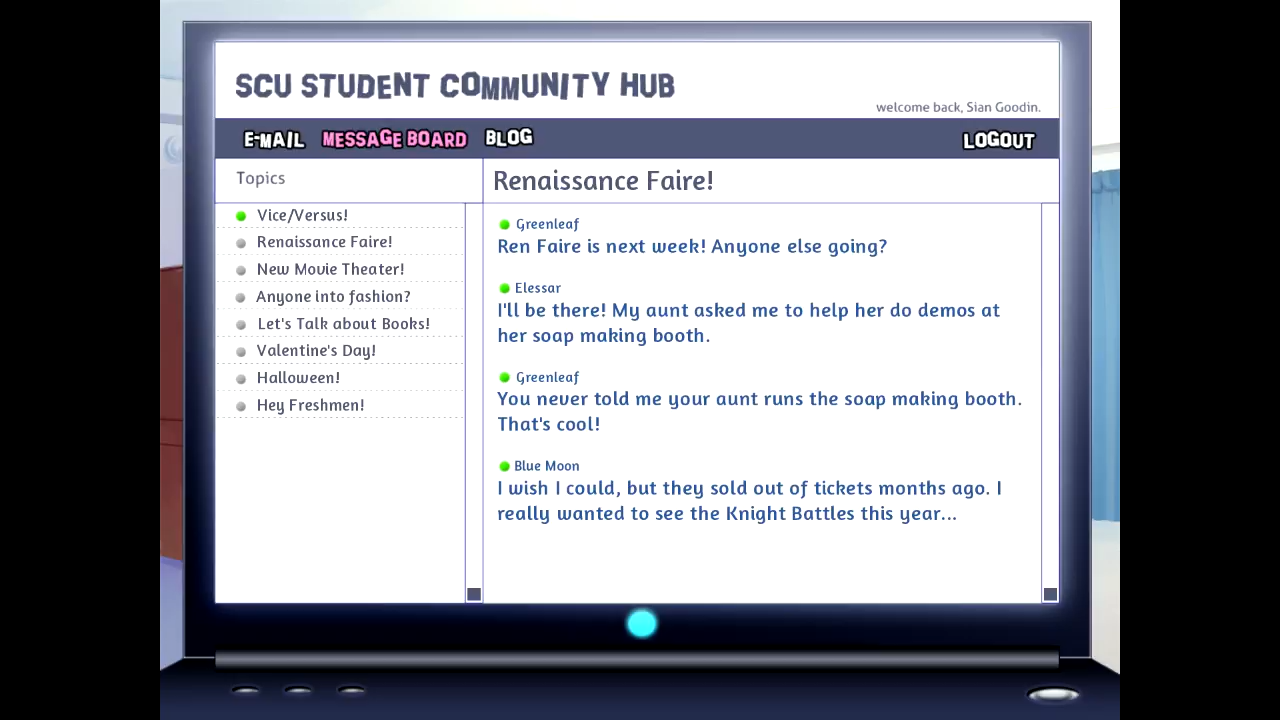 SCU STUDENT COMMUNITY HUB
welcome back, Sian Goodin.
E-MAIL MESSAGE BOARD BLOG LOGOUT
Topics
Vice/Versus!
Renaissance Faire!
New Movie Theater!
Anyone into fashion?
Let's Talk about Books!
Valentine's Day!
Halloween!
Hey Freshmen!
Renaissance Faire!
Greenleaf
Ren Faire is next week! Anyone else going?
Elessar
I'll be there! My aunt asked me to help her do demos at
her soap making booth.
Greenleaf
You never told me your aunt runs the soap making booth.
That's cool!
Blue Moon
I wish I could, but they sold out of tickets months ago. I
really wanted to see the Knight Battles this year...